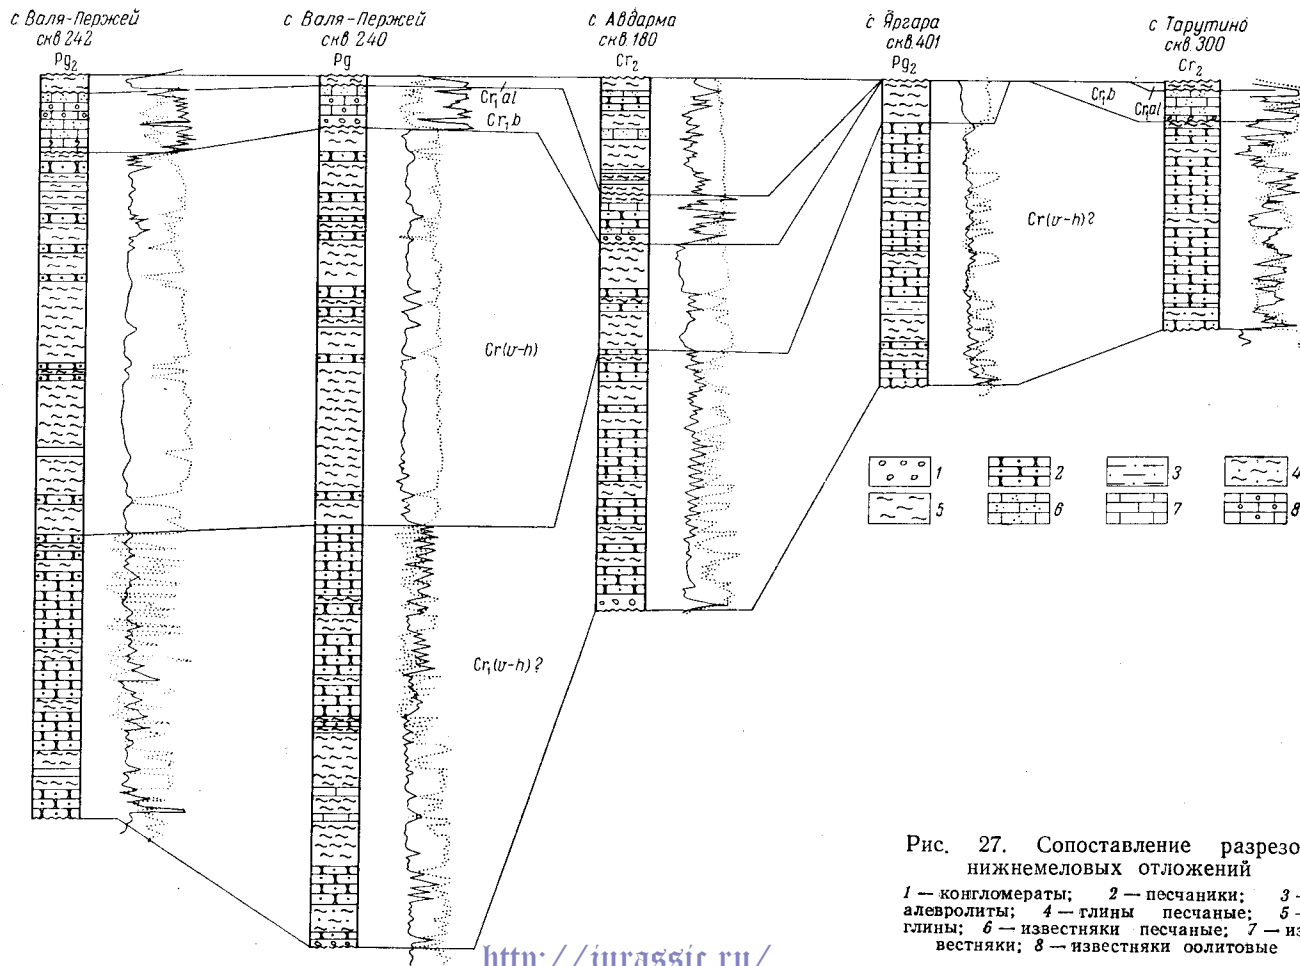 с Валя-Пержей
скв 242
Pg₂
с Валя-Пержей
скв 240
Pg
с. Авдарма
скв. 180
Cr₂
с Яргара
скв. 401
Pg₂
с Тарутино
скв. 300
Cr₂
Cr₁al
Cr₁b
Cr₁b
Cr₁al
Cr(v-h)?
Cr(v-h)
Cr₁(v-h)?
1
2
3
4
5
6
7
8
Рис. 27. Сопоставление разрезо
нижнемеловых отложений
1 — конгломераты; 2 — песчаники; 3 -
алевролиты; 4 — глины песчаные; 5 -
глины; 6 — известняки песчаные; 7 — из
вестняки; 8 — известняки оолитовые
http://jurassic.ru/